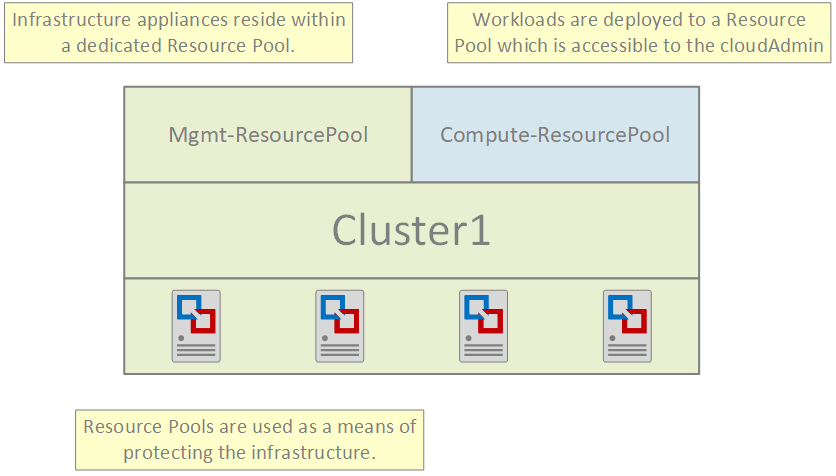 Infrastructure appliances reside within
a dedicated Resource Pool.
Workloads are deployed to a Resource
Pool which is accessible to the cloudAdmin
Mgmt-ResourcePool
Compute-ResourcePool
Cluster1
Resource Pools are used as a means of
protecting the infrastructure.